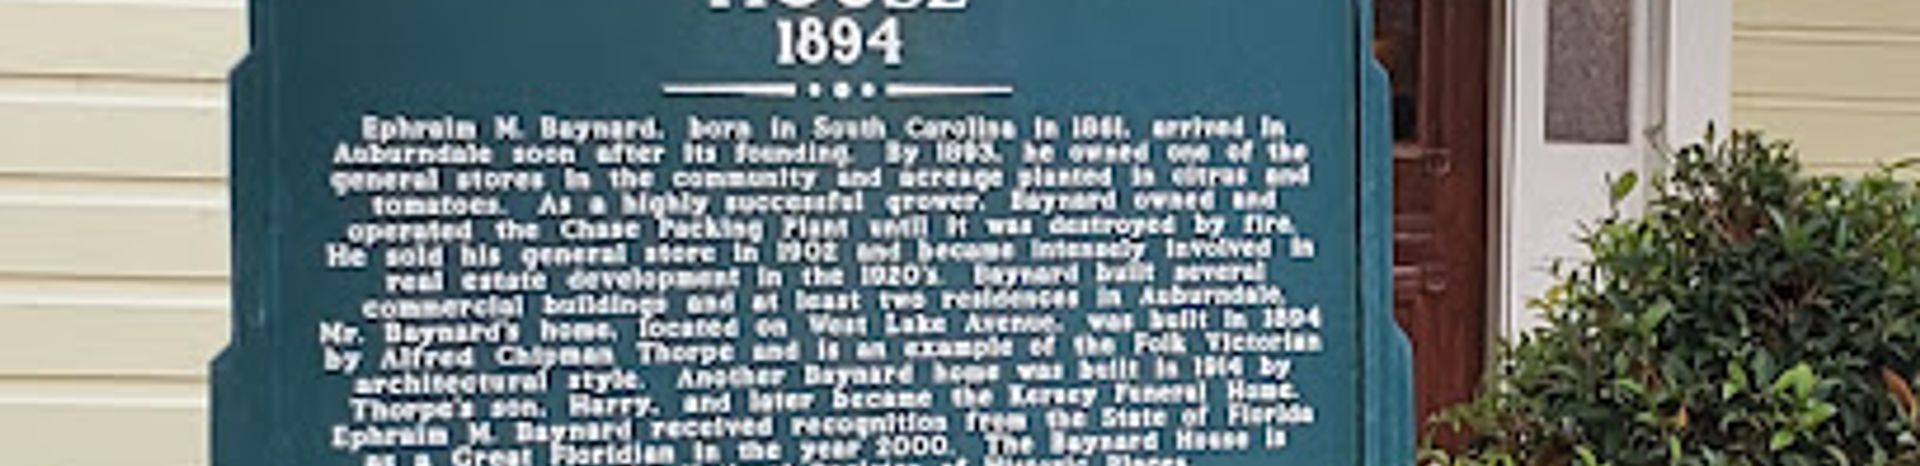 HOUSE
1894
Ephraim M. Baynard, born in South Carolina in 1861, arrived in
Auburndale soon after its founding. By 1893, he owned one of the
general stores in the community and acreage planted in citrus and
tomatoes. As a highly successful grower, Baynard owned and
operated the Chase Packing Plant until it was destroyed by fire.
He sold his general store in 1902 and became intensely involved in
real estate development in the 1920's. Baynard built several
commercial buildings and at least two residences in Auburndale.
Mr. Baynard's home, located on West Lake Avenue, was built in 1894
by Alfred Chipman Thorpe and is an example of the Folk Victorian
architectural style. Another Baynard home was built in 1914 by
Thorpe's son, Harry, and later became the Kersey Funeral Home.
Ephraim M. Baynard received recognition from the State of Florida
as a Great Floridian in the year 2000. The Baynard House is
of Historic Places.